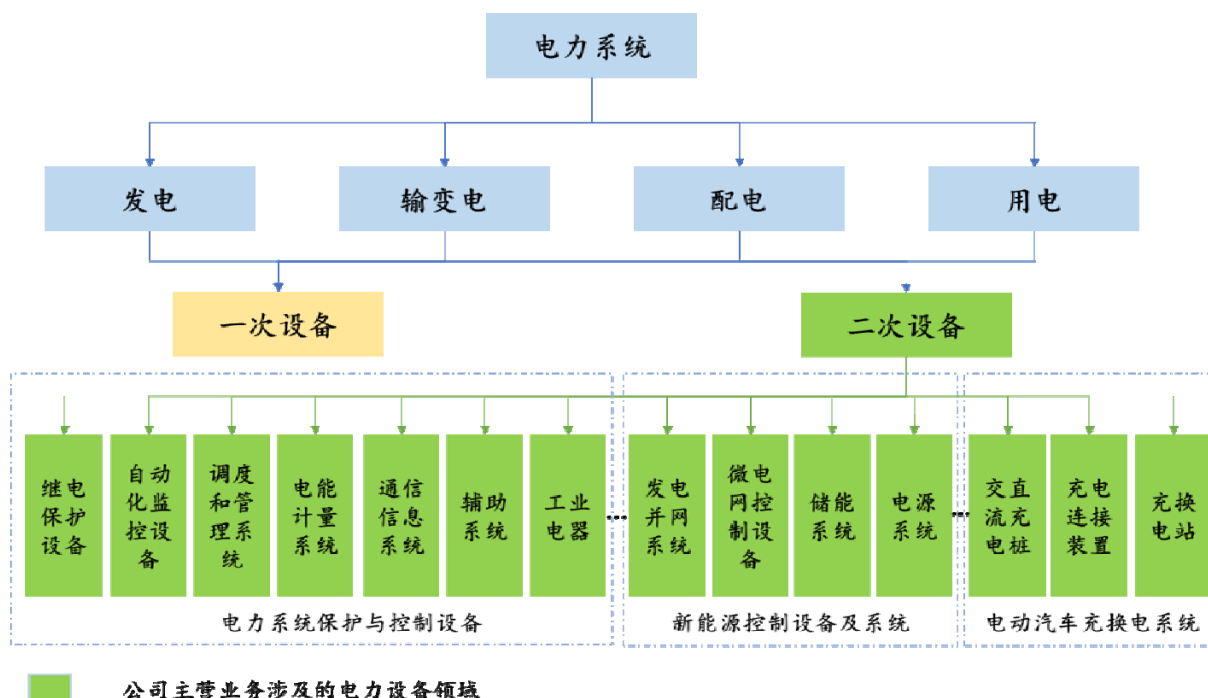 电力系统
发电
输变电
配电
用电
一次设备
二次设备
继电
保护
设备
自动
化监
控设
备
调度
和管
理系
统
电能
计量
系统
通信
信息
系统
辅助
系统
工业
电器
发电
并网
系统
微电
网控
制设
备
储能
系统
电源
系统
交直
流充
电桩
充电
连接
装置
充换
电站
电力系统保护与控制设备
新能源控制设备及系统
电动汽车充换电系统
公司主营业务涉及的电力设备领域